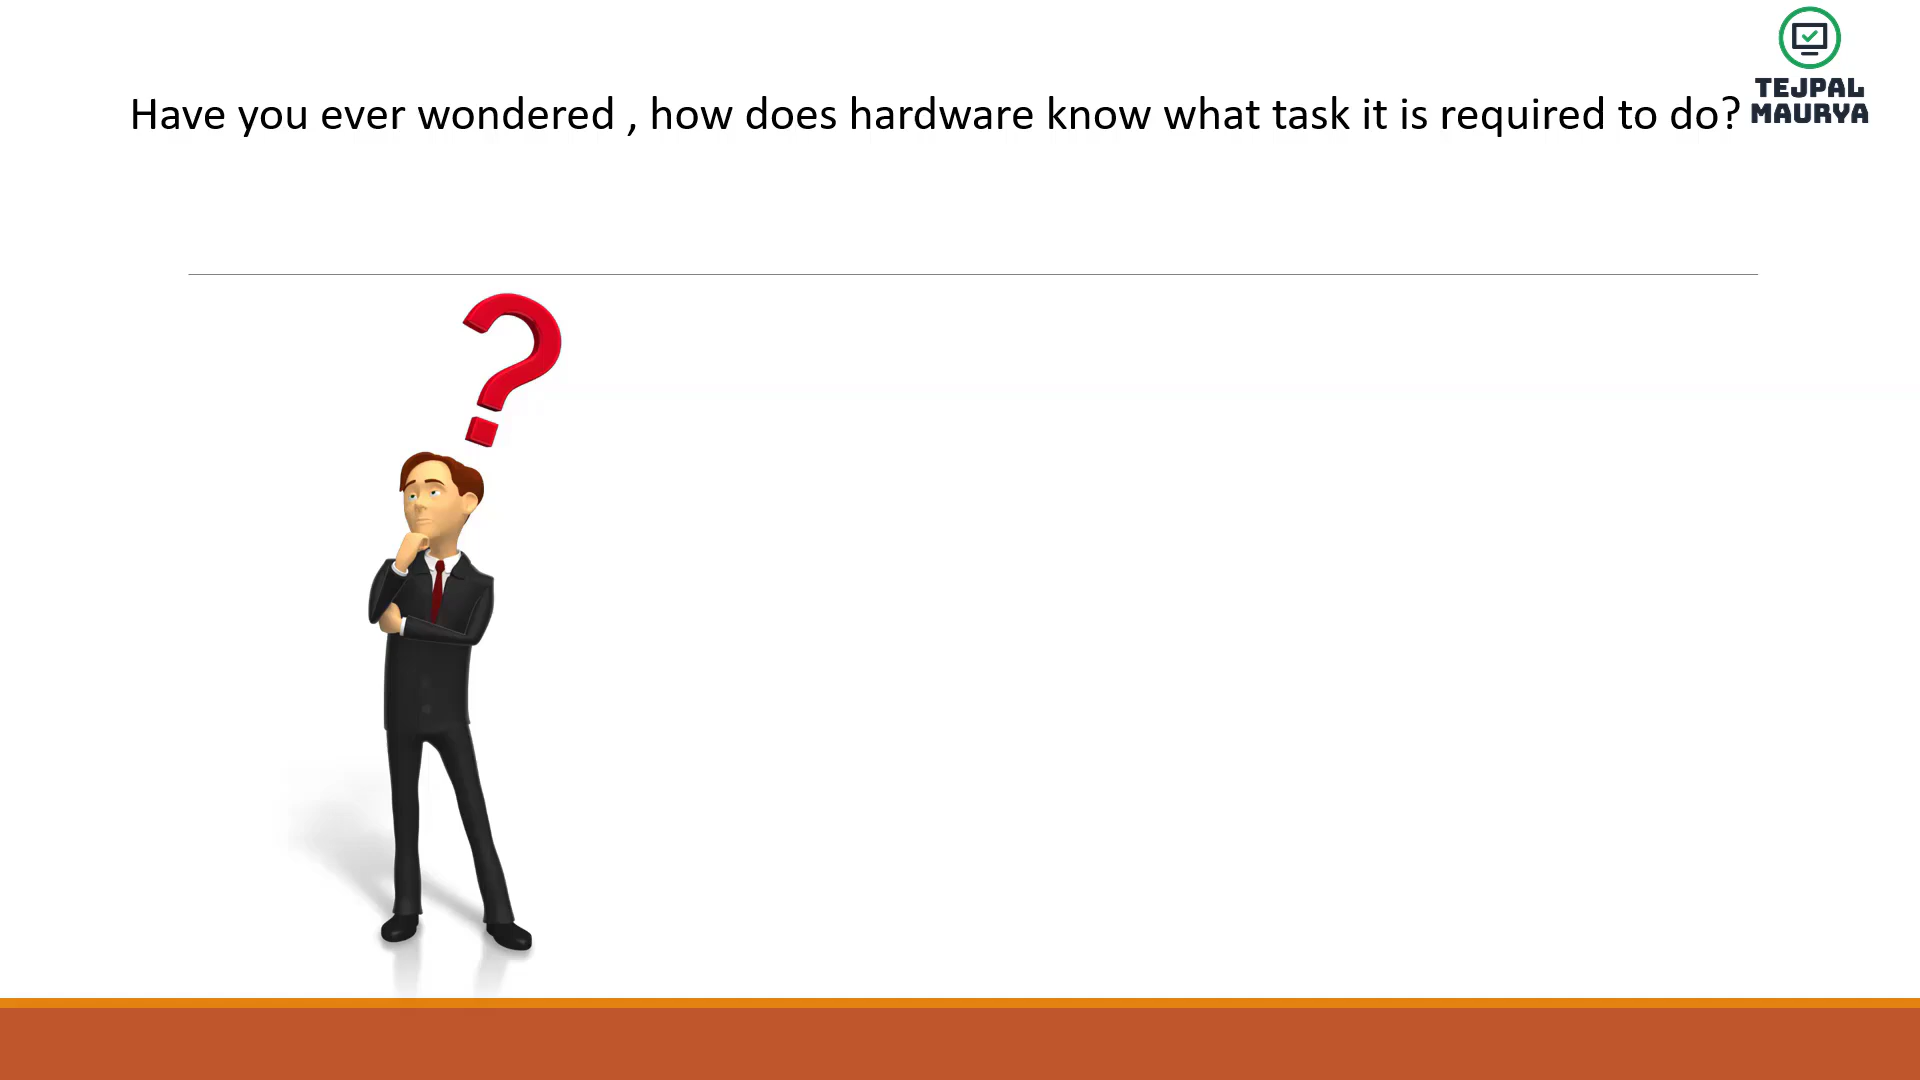 TEJPAL
MAURYA
Have you ever wondered , how does hardware know what task it is required to do?